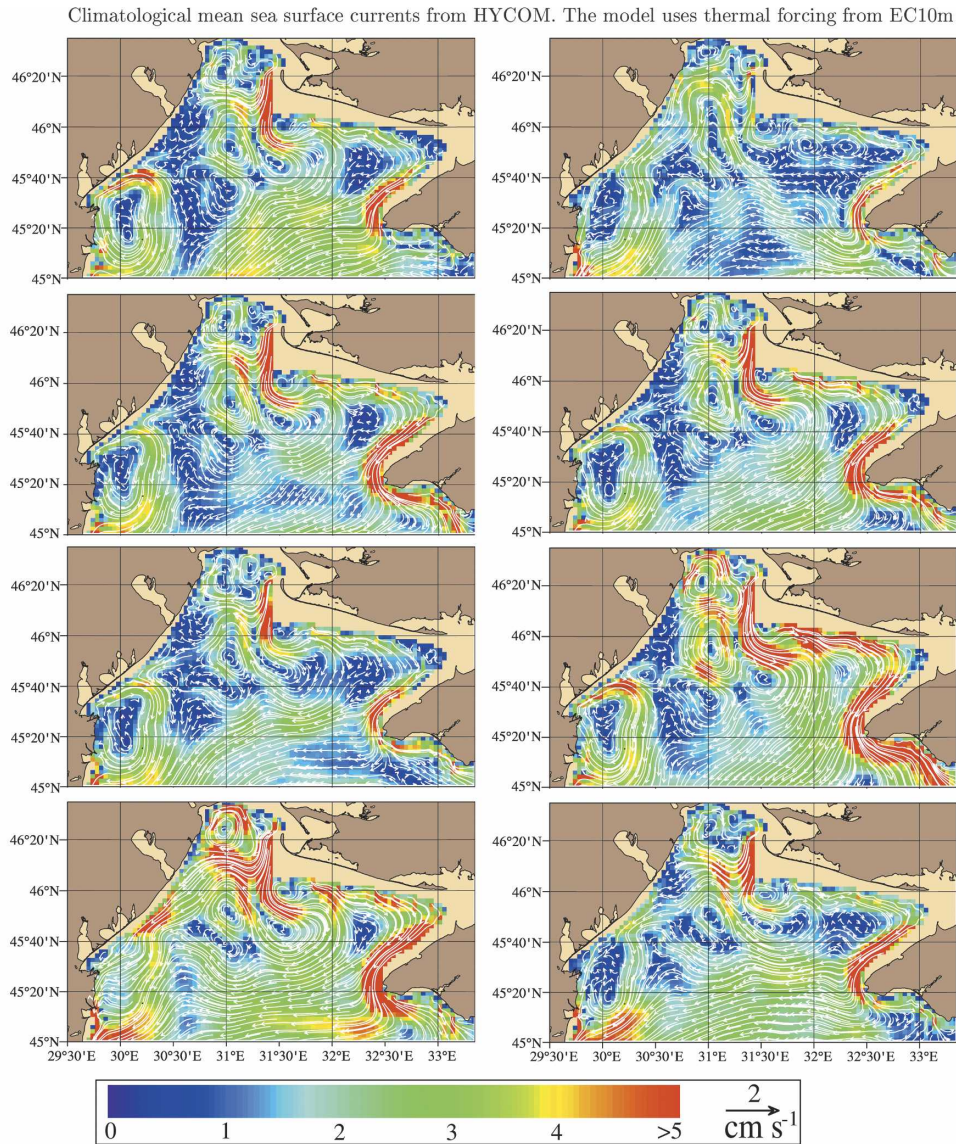 Climatological mean sea surface currents from HYCOM. The model uses thermal forcing from EC10m
46°20'N
46°N
45°40'N
45°20'N
45°N
46°20'N
46°N
45°40'N
45°20'N
45°N
46°20'N
46°N
45°40'N
45°20'N
45°N
46°20'N
46°N
45°40'N
45°20'N
45°N
46°20'N
46°N
45°40'N
45°20'N
45°N
46°20'N
46°N
45°40'N
45°20'N
45°N
46°20'N
46°N
45°40'N
45°20'N
45°N
46°20'N
46°N
45°40'N
45°20'N
45°N
29°30'E 30°E 30°30'E 31°E 31°30'E 32°E 32°30'E 33°E
29°30'E 30°E 30°30'E 31°E 31°30'E 32°E 32°30'E 33°E
0 1 2 3 4 >5
2
cm s⁻¹